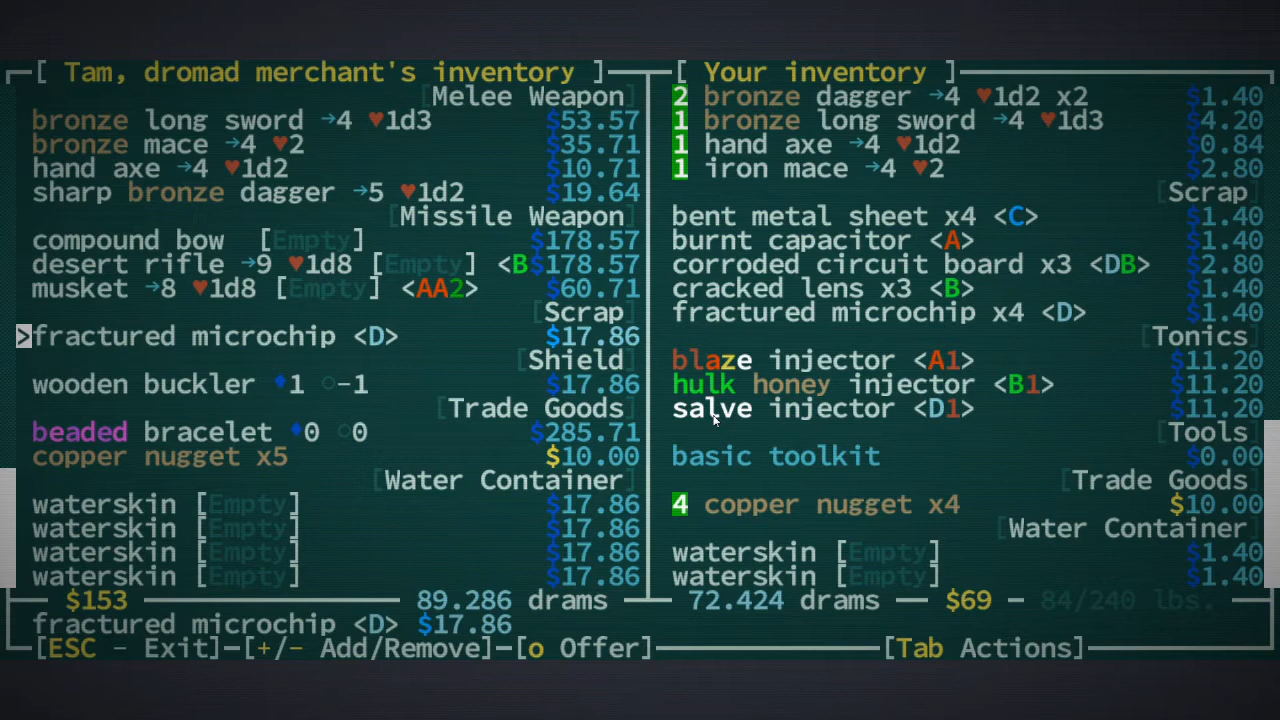 [ Tam, dromad merchant's inventory ]
[Melee Weapon]
bronze long sword →4 ♥1d3 $53.57
bronze mace →4 ♥2 $35.71
hand axe →4 ♥1d2 $10.71
sharp bronze dagger →5 ♥1d2 $19.64
[Missile Weapon]
compound bow [Empty] $178.57
desert rifle →9 ♥1d8 [Empty] <B$178.57
musket →8 ♥1d8 [Empty] <AA2> $60.71
[Scrap]
>fractured microchip <D> $17.86
[Shield]
wooden buckler ♦1 ○-1 $17.86
[Trade Goods]
beaded bracelet ♦0 ○0 $285.71
copper nugget x5 $10.00
[Water Container]
waterskin [Empty] $17.86
waterskin [Empty] $17.86
waterskin [Empty] $17.86
waterskin [Empty] $17.86
[ Your inventory ]
2 bronze dagger →4 ♥1d2 x2 $1.40
1 bronze long sword →4 ♥1d3 $4.20
1 hand axe →4 ♥1d2 $0.84
1 iron mace →4 ♥2 $2.80
[Scrap]
bent metal sheet x4 <C> $1.40
burnt capacitor <A> $1.40
corroded circuit board x3 <DB> $2.80
cracked lens x3 <B> $1.40
fractured microchip x4 <D> $1.40
[Tonics]
blaze injector <A1> $11.20
hulk honey injector <B1> $11.20
salve injector <D1> $11.20
[Tools]
basic toolkit $0.00
[Trade Goods]
4 copper nugget x4 $10.00
[Water Container]
waterskin [Empty] $1.40
waterskin [Empty] $1.40
$153 89.286 drams 72.424 drams $69 84/240 lbs.
fractured microchip <D> $17.86
[ESC - Exit] [+/- Add/Remove] [o Offer] [Tab Actions]